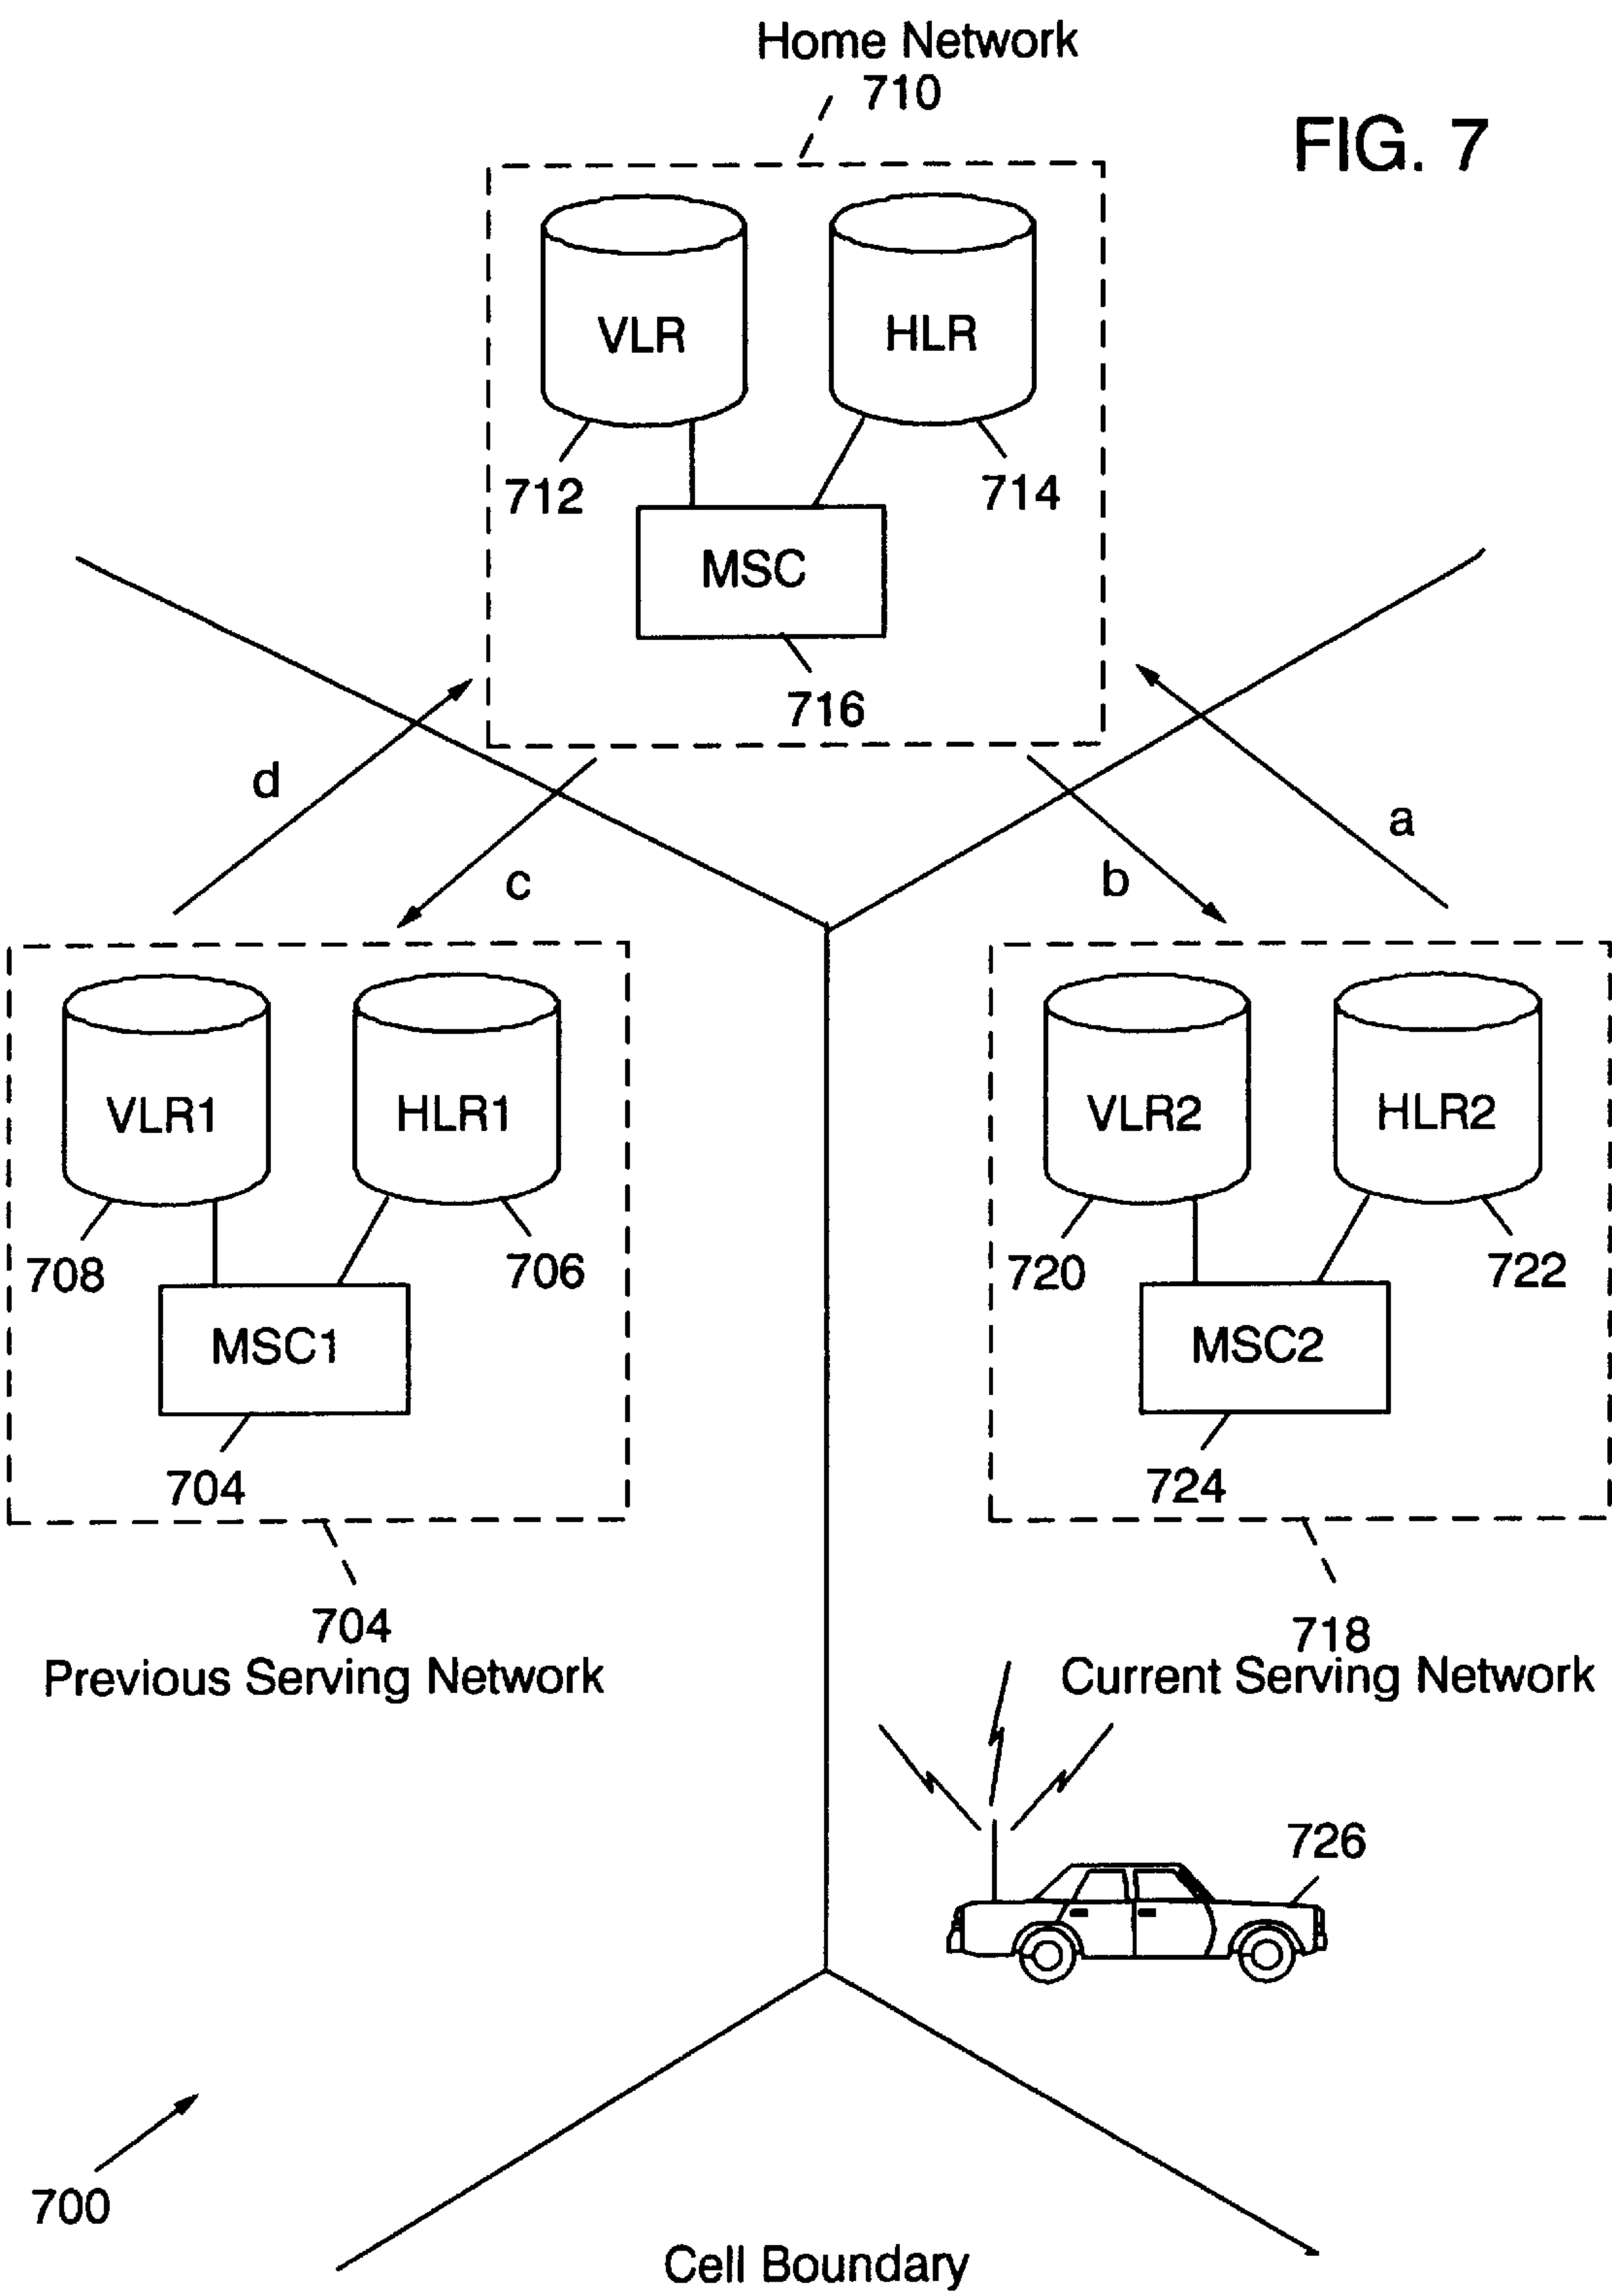 Home Network
710
FIG. 7
VLR
HLR
712
714
MSC
716
d
c
b
a
VLR1
HLR1
VLR2
HLR2
708
706
720
722
MSC1
MSC2
704
724
704
Previous Serving Network
718
Current Serving Network
726
700
Cell Boundary